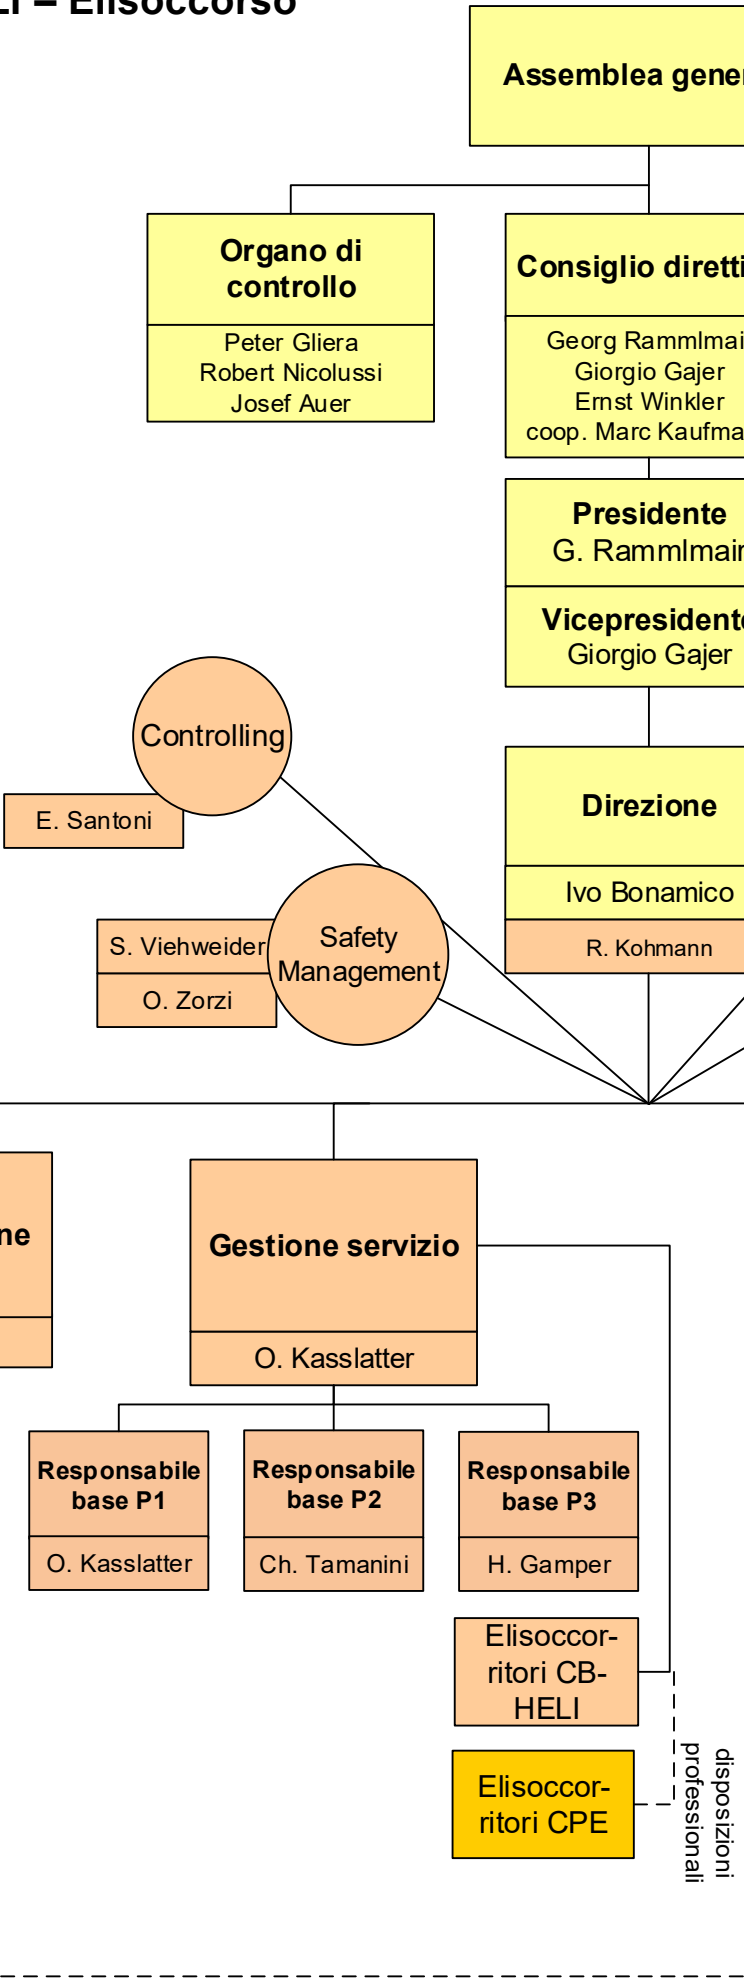 – Elisoccorso
Assemblea gener
Organo di
controllo
Peter Gliera
Robert Nicolussi
Josef Auer
Consiglio diretti
Georg Rammlmai
Giorgio Gajer
Ernst Winkler
coop. Marc Kaufma
Presidente
G. Rammlmair
Vicepresidente
Giorgio Gajer
Controlling
E. Santoni
Direzione
Ivo Bonamico
R. Kohmann
Safety
Management
S. Viehweider
O. Zorzi
ne
Gestione servizio
O. Kasslatter
Responsabile
base P1
O. Kasslatter
Responsabile
base P2
Ch. Tamanini
Responsabile
base P3
H. Gamper
Elisoccor-
ritori CB-
HELI
Elisoccor-
ritori CPE
disposizioni
professionali